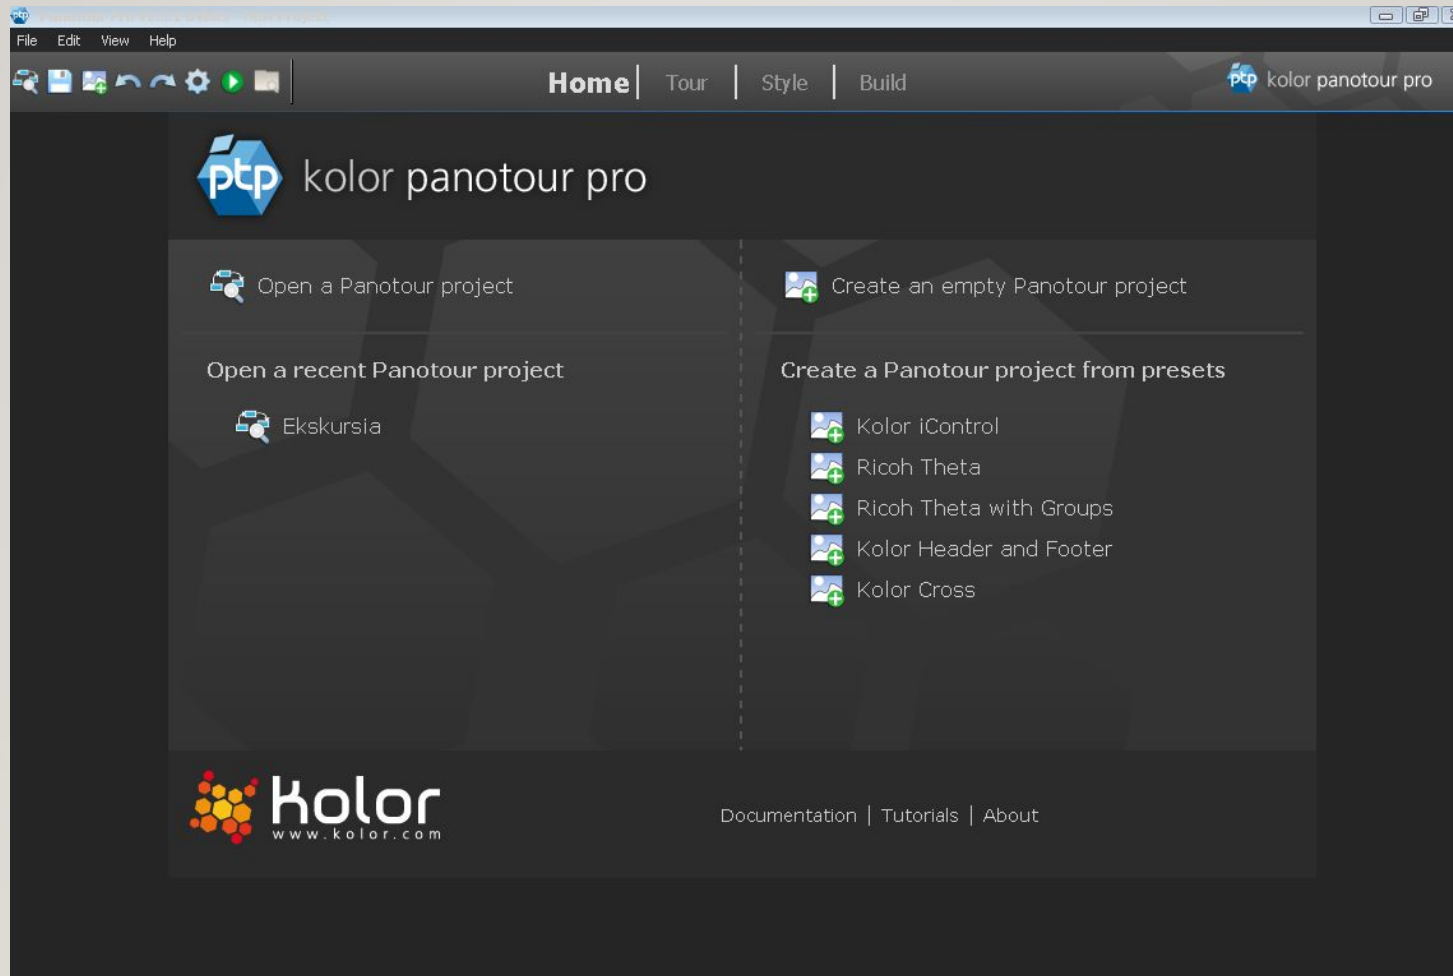 File Edit View Help
Home Tour Style Build
ptp kolor panotour pro
ptp kolor panotour pro
Open a Panotour project
Create an empty Panotour project
Open a recent Panotour project
Ekskursia
Create a Panotour project from presets
Kolor iControl
Ricoh Theta
Ricoh Theta with Groups
Kolor Header and Footer
Kolor Cross
kolor
www.kolor.com
Documentation | Tutorials | About